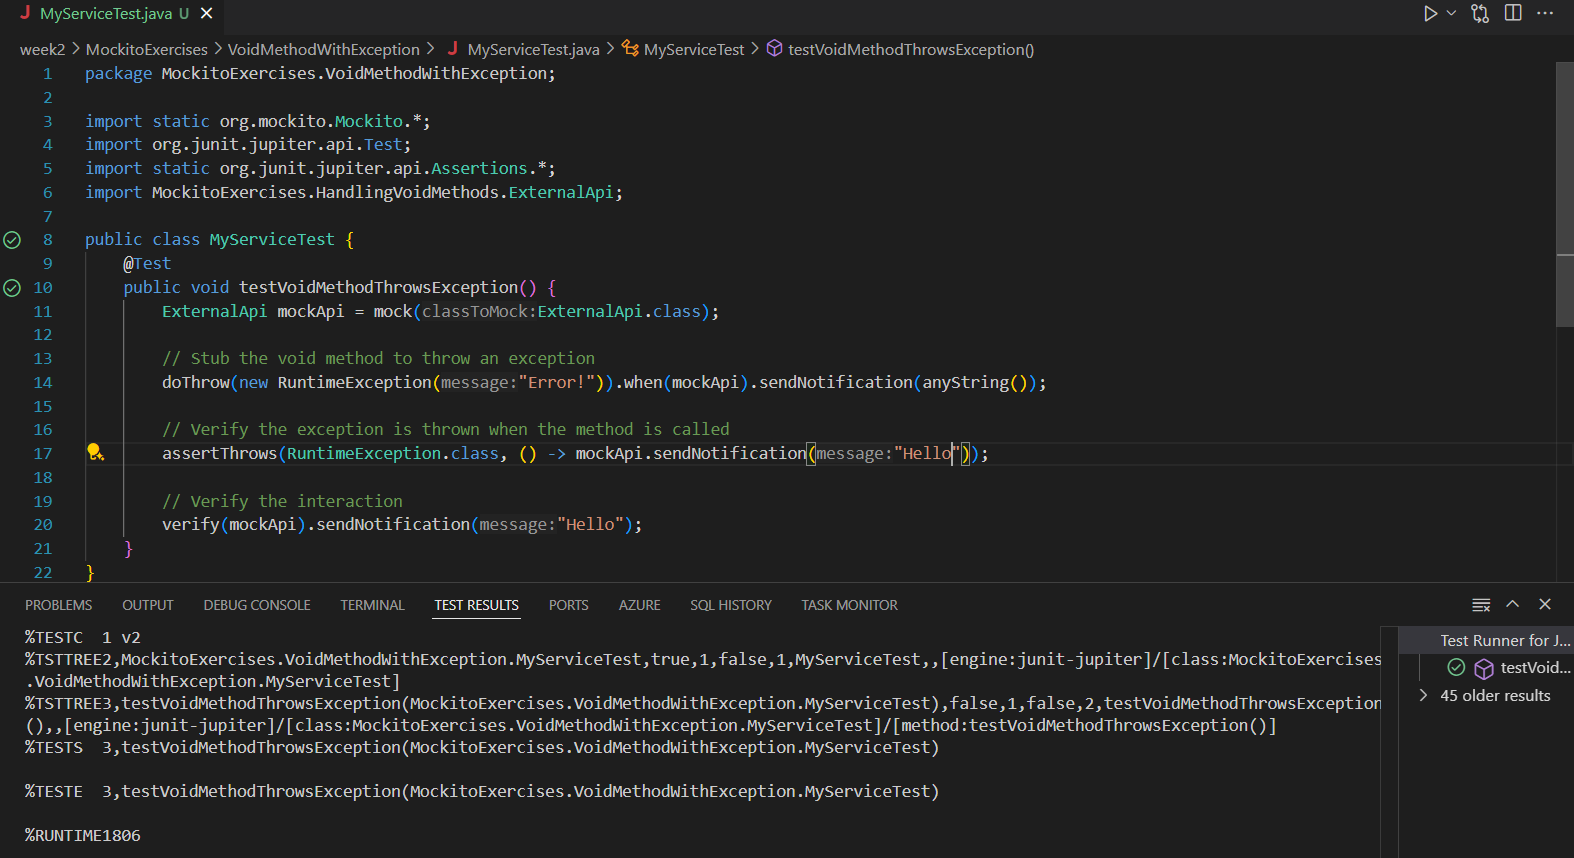 MyServiceTest.java U
week2 > MockitoExercises > VoidMethodWithException > MyServiceTest.java > MyServiceTest > testVoidMethodThrowsException()
1 package MockitoExercises.VoidMethodWithException;
2
3 import static org.mockito.Mockito.*;
4 import org.junit.jupiter.api.Test;
5 import static org.junit.jupiter.api.Assertions.*;
6 import MockitoExercises.HandlingVoidMethods.ExternalApi;
7
8 public class MyServiceTest {
9 @Test
10 public void testVoidMethodThrowsException() {
11 ExternalApi mockApi = mock(classToMock:ExternalApi.class);
12
13 // Stub the void method to throw an exception
14 doThrow(new RuntimeException(message:"Error!")).when(mockApi).sendNotification(anyString());
15
16 // Verify the exception is thrown when the method is called
17 assertThrows(RuntimeException.class, () -> mockApi.sendNotification(message:"Hello"));
18
19 // Verify the interaction
20 verify(mockApi).sendNotification(message:"Hello");
21 }
22 }
PROBLEMS OUTPUT DEBUG CONSOLE TERMINAL TEST RESULTS PORTS AZURE SQL HISTORY TASK MONITOR
%TESTC  1 v2
%TSTTREE2,MockitoExercises.VoidMethodWithException.MyServiceTest,true,1,false,1,MyServiceTest,,[engine:junit-jupiter]/[class:MockitoExercises
.VoidMethodWithException.MyServiceTest]
%TSTTREE3,testVoidMethodThrowsException(MockitoExercises.VoidMethodWithException.MyServiceTest),false,1,false,2,testVoidMethodThrowsException
(),,[engine:junit-jupiter]/[class:MockitoExercises.VoidMethodWithException.MyServiceTest]/[method:testVoidMethodThrowsException()]
%TESTS  3,testVoidMethodThrowsException(MockitoExercises.VoidMethodWithException.MyServiceTest)
%TESTE  3,testVoidMethodThrowsException(MockitoExercises.VoidMethodWithException.MyServiceTest)
%RUNTIME1806
Test Runner for J...
testVoid...
45 older results